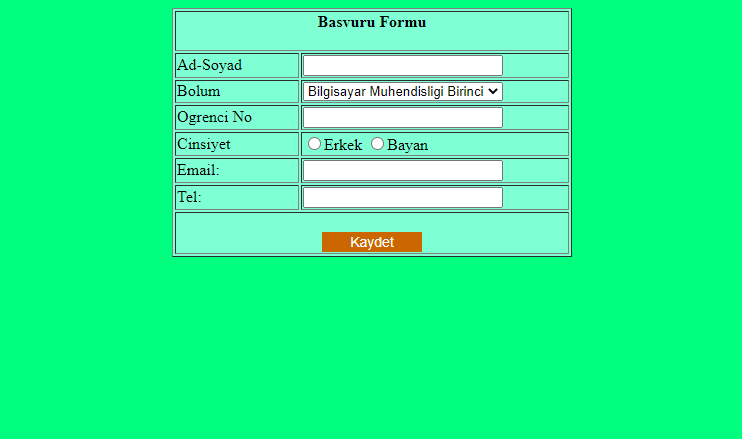 Basvuru Formu
Ad-Soyad
Bolum Bilgisayar Muhendisligi Birinci
Ogrenci No
Cinsiyet Erkek Bayan
Email:
Tel:
Kaydet